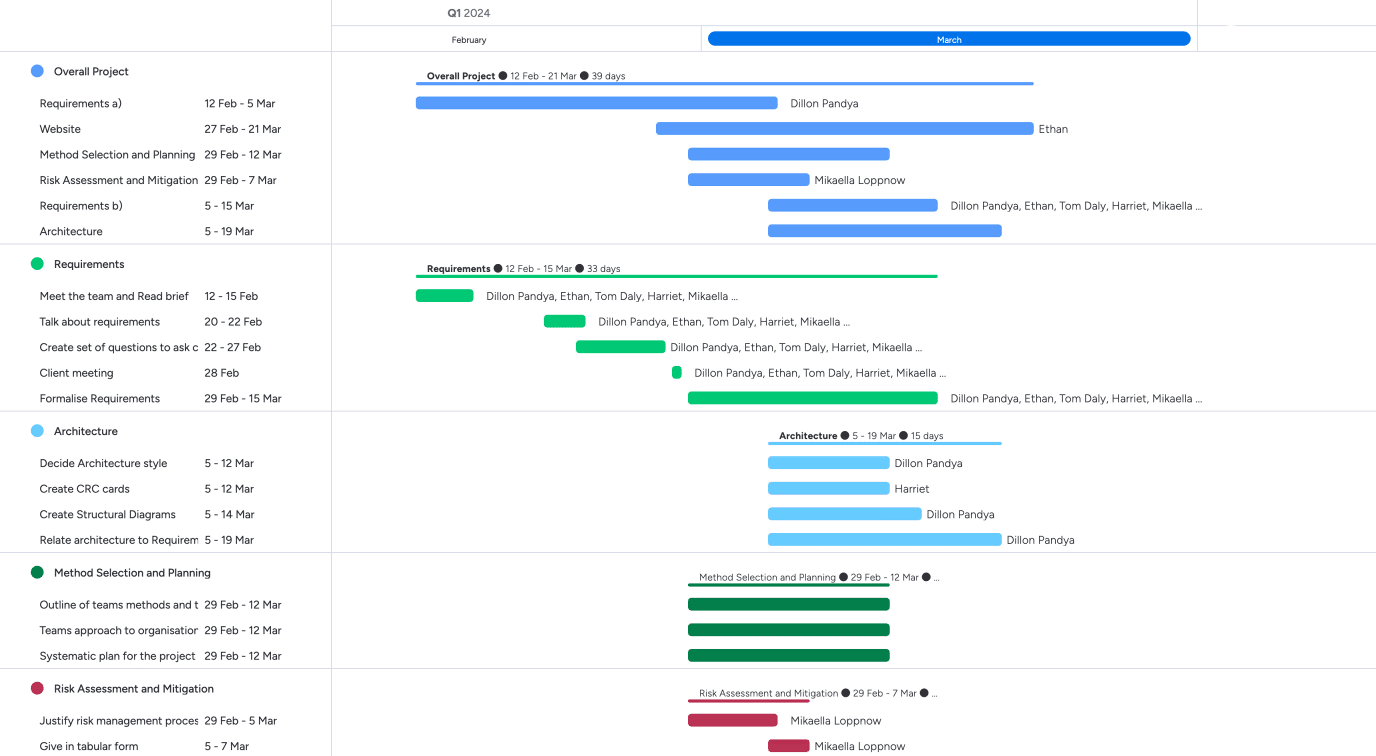 Q1 2024
February March
Overall Project
Overall Project ● 12 Feb - 21 Mar ● 39 days
Requirements a) 12 Feb - 5 Mar Dillon Pandya
Website 27 Feb - 21 Mar Ethan
Method Selection and Planning 29 Feb - 12 Mar
Risk Assessment and Mitigation 29 Feb - 7 Mar Mikaella Loppnow
Requirements b) 5 - 15 Mar Dillon Pandya, Ethan, Tom Daly, Harriet, Mikaella ...
Architecture 5 - 19 Mar
Requirements
Requirements ● 12 Feb - 15 Mar ● 33 days
Meet the team and Read brief 12 - 15 Feb Dillon Pandya, Ethan, Tom Daly, Harriet, Mikaella ...
Talk about requirements 20 - 22 Feb Dillon Pandya, Ethan, Tom Daly, Harriet, Mikaella ...
Create set of questions to ask c 22 - 27 Feb Dillon Pandya, Ethan, Tom Daly, Harriet, Mikaella ...
Client meeting 28 Feb Dillon Pandya, Ethan, Tom Daly, Harriet, Mikaella ...
Formalise Requirements 29 Feb - 15 Mar Dillon Pandya, Ethan, Tom Daly, Harriet, Mikaella ...
Architecture
Architecture ● 5 - 19 Mar ● 15 days
Decide Architecture style 5 - 12 Mar Dillon Pandya
Create CRC cards 5 - 12 Mar Harriet
Create Structural Diagrams 5 - 14 Mar Dillon Pandya
Relate architecture to Requirem 5 - 19 Mar Dillon Pandya
Method Selection and Planning
Method Selection and Planning ● 29 Feb - 12 Mar ● ...
Outline of teams methods and t 29 Feb - 12 Mar
Teams approach to organisation 29 Feb - 12 Mar
Systematic plan for the project 29 Feb - 12 Mar
Risk Assessment and Mitigation
Risk Assessment and Mitigation ● 29 Feb - 7 Mar ● ...
Justify risk management proces 29 Feb - 5 Mar Mikaella Loppnow
Give in tabular form 5 - 7 Mar Mikaella Loppnow